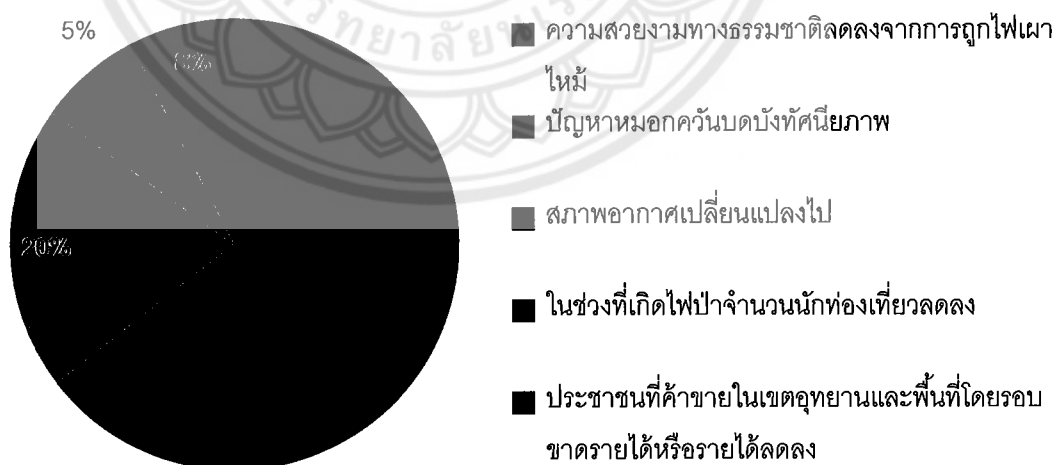 5%
8%
20%
ความสวยงามทางธรรมชาติลดลงจากการถูกไฟเผา
ไหม้
ปัญหาหมอกควันบดบังทัศนียภาพ
สภาพอากาศเปลี่ยนแปลงไป
ในช่วงที่เกิดไฟป่าจำนวนนักท่องเที่ยวลดลง
ประชาชนที่ค้าขายในเขตอุทยานและพื้นที่โดยรอบ
ขาดรายได้หรือรายได้ลดลง